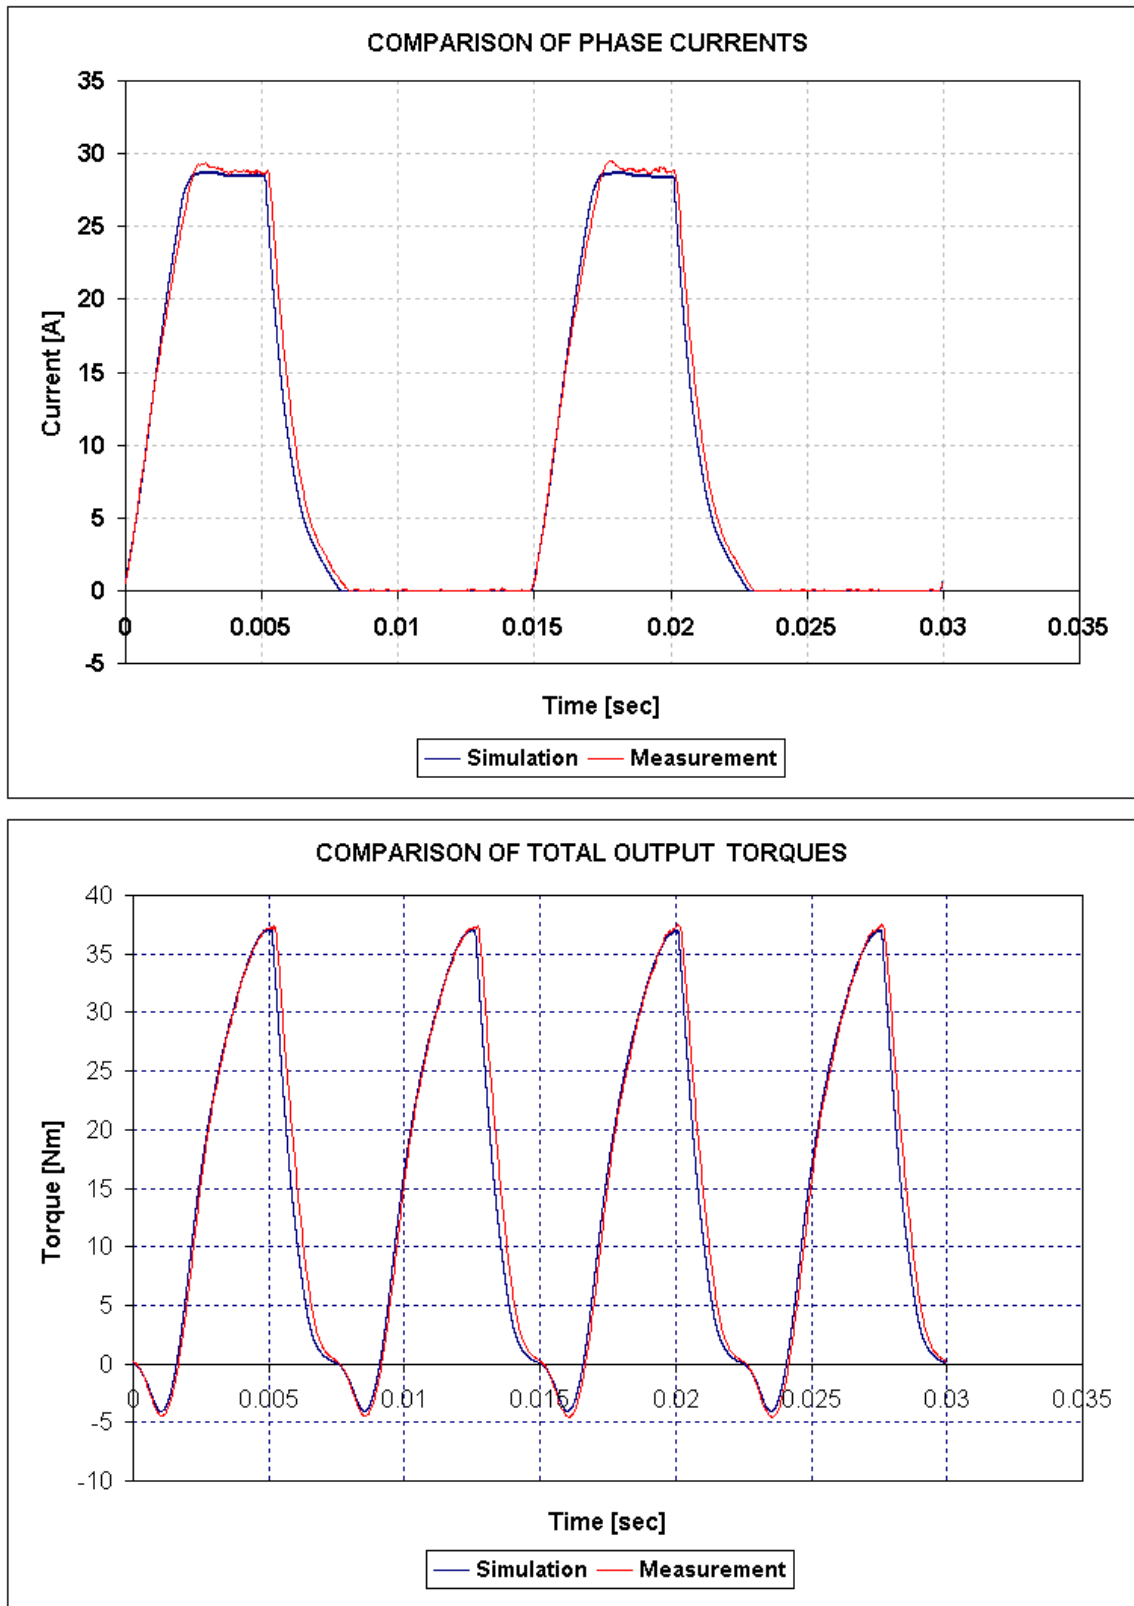 COMPARISON OF PHASE CURRENTS
35
30
25
20
15
10
5
0
-5
Current [A]
0 0.005 0.01 0.015 0.02 0.025 0.03 0.035
Time [sec]
Simulation Measurement
COMPARISON OF TOTAL OUTPUT TORQUES
40
35
30
25
20
15
10
5
0
-5
-10
Torque [Nm]
0 0.005 0.01 0.015 0.02 0.025 0.03 0.035
Time [sec]
Simulation Measurement